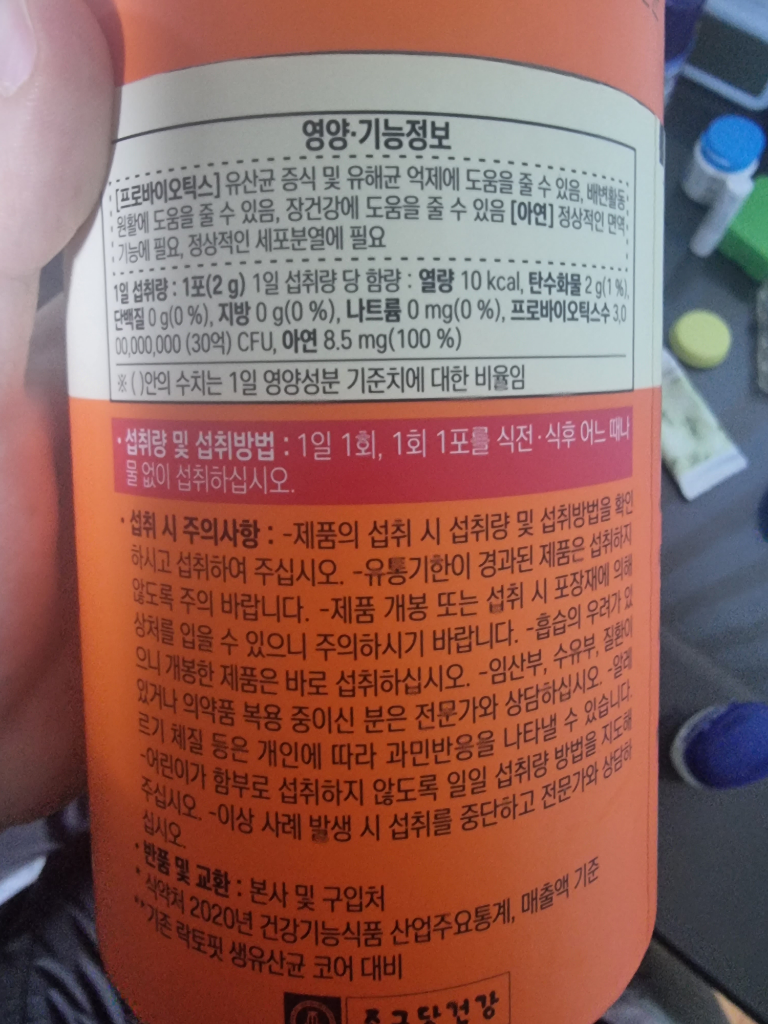 영양·기능정보
[프로바이오틱스] 유산균 증식 및 유해균 억제에 도움을 줄 수 있음, 배변활동
원활에 도움을 줄 수 있음, 장건강에 도움을 줄 수 있음 [아연] 정상적인 면역
기능에 필요, 정상적인 세포분열에 필요
1일 섭취량 : 1포(2 g) 1일 섭취량 당 함량 : 열량 10 kcal, 탄수화물 2 g(1 %),
단백질 0 g(0 %), 지방 0 g(0 %), 나트륨 0 mg(0 %), 프로바이오틱스수 3,0
00,000,000 (30억) CFU, 아연 8.5 mg(100 %)
※ ( )안의 수치는 1일 영양성분 기준치에 대한 비율임
· 섭취량 및 섭취방법 : 1일 1회, 1회 1포를 식전·식후 어느 때나
물 없이 섭취하십시오.
· 섭취 시 주의사항 : -제품의 섭취 시 섭취량 및 섭취방법을 확인
하시고 섭취하여 주십시오. -유통기한이 경과된 제품은 섭취하지
않도록 주의 바랍니다. -제품 개봉 또는 섭취 시 포장재에 의해
상처를 입을 수 있으니 주의하시기 바랍니다. -흡습의 우려가 있
으니 개봉한 제품은 바로 섭취하십시오. -임산부, 수유부, 질환이
있거나 의약품 복용 중이신 분은 전문가와 상담하십시오. -알레
르기 체질 등은 개인에 따라 과민반응을 나타낼 수 있습니다.
-어린이가 함부로 섭취하지 않도록 일일 섭취량 방법을 지도해
주십시오. -이상 사례 발생 시 섭취를 중단하고 전문가와 상담하
십시오.
· 반품 및 교환 : 본사 및 구입처
* 식약처 2020년 건강기능식품 산업주요통계, 매출액 기준
**기존 락토핏 생유산균 코어 대비
종근당건강